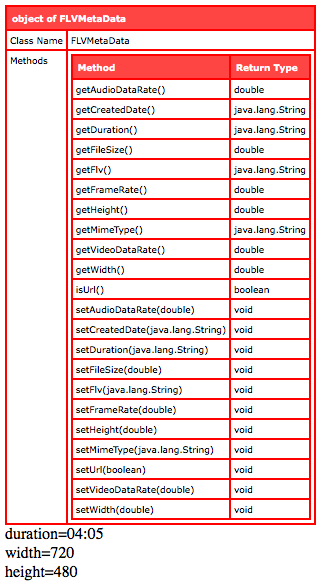 object of FLVMetaData
Class Name FLVMetaData
Methods
Method Return Type
getAudioDataRate() double
getCreatedDate() java.lang.String
getDuration() java.lang.String
getFileSize() double
getFlv() java.lang.String
getFrameRate() double
getHeight() double
getMimeType() java.lang.String
getVideoDataRate() double
getWidth() double
isUrl() boolean
setAudioDataRate(double) void
setCreatedDate(java.lang.String) void
setDuration(java.lang.String) void
setFileSize(double) void
setFlv(java.lang.String) void
setFrameRate(double) void
setHeight(double) void
setMimeType(java.lang.String) void
setUrl(boolean) void
setVideoDataRate(double) void
setWidth(double) void
duration=04:05
width=720
height=480